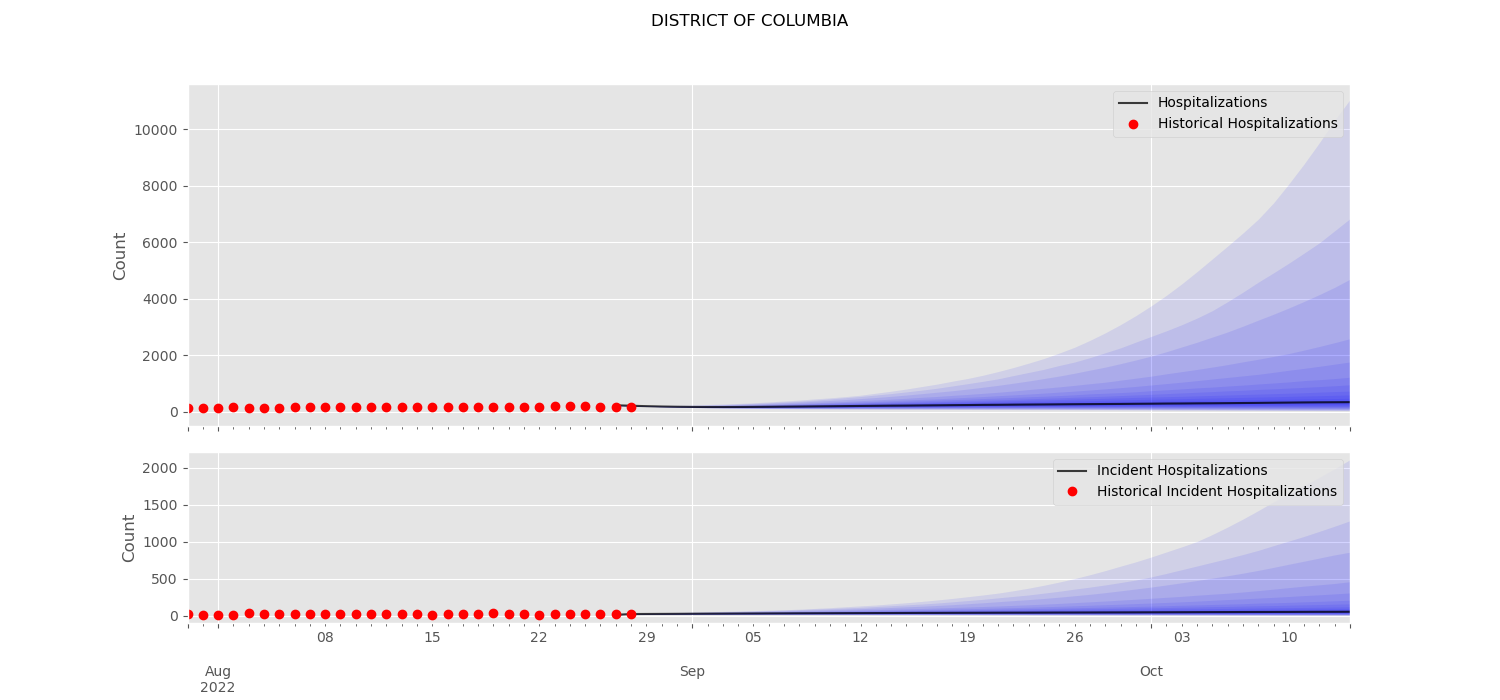 DISTRICT OF COLUMBIA
Hospitalizations
Historical Hospitalizations
10000
8000
6000
4000
2000
0
Count
Incident Hospitalizations
Historical Incident Hospitalizations
2000
1500
1000
500
0
Count
08 15 22 29 05 12 19 26 03 10
Aug Sep Oct
2022